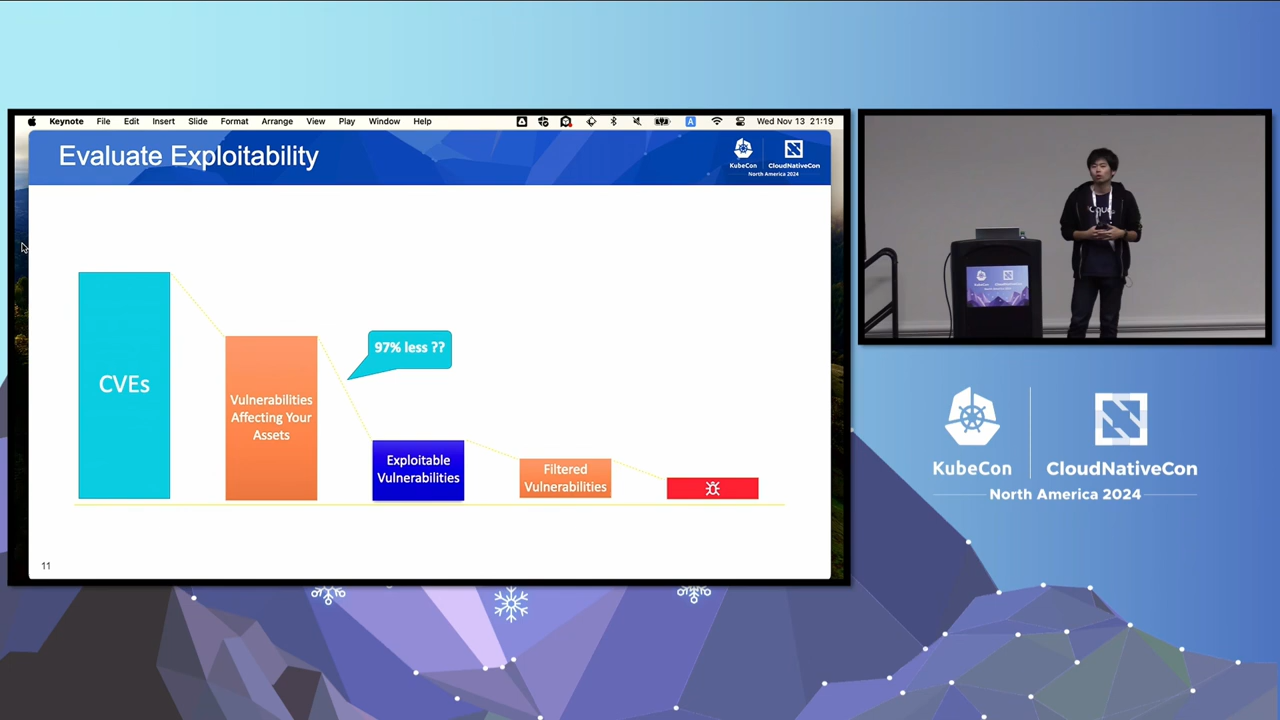 Keynote File Edit Insert Slide Format Arrange View Play Window Help
A
Wed Nov 13 21:19
Evaluate Exploitability
KubeCon
CloudNativeCon
North America 2024
97% less ??
CVEs
Vulnerabilities
Affecting Your
Assets
Exploitable
Vulnerabilities
Filtered
Vulnerabilities
11
KubeCon
CloudNativeCon
North America 2024